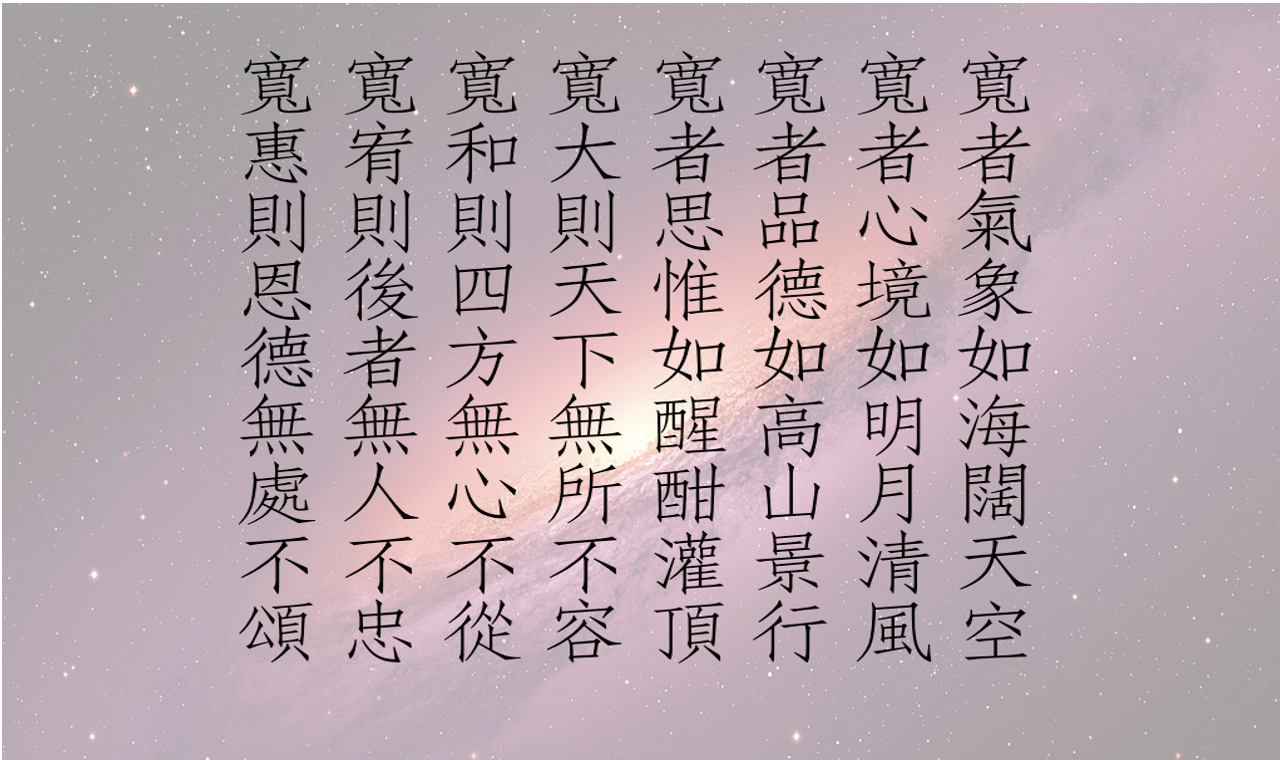 寬者氣象如海闊天空
寬者心境如明月清風
寬者品德如高山景行
寬者思惟如醒酣灌頂
寬大則天下無所不容
寬和則四方無心不從
寬宥則後者無人不忠
寬惠則恩德無處不頌